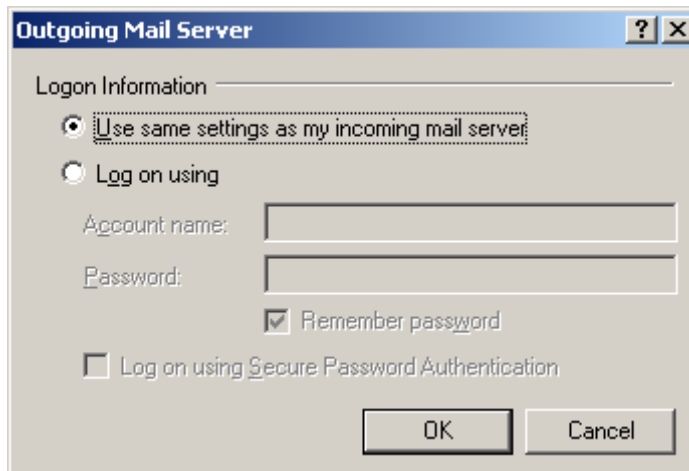 Outgoing Mail Server
Logon Information
Use same settings as my incoming mail server
Log on using
Account name:
Password:
Remember password
Log on using Secure Password Authentication
OK Cancel